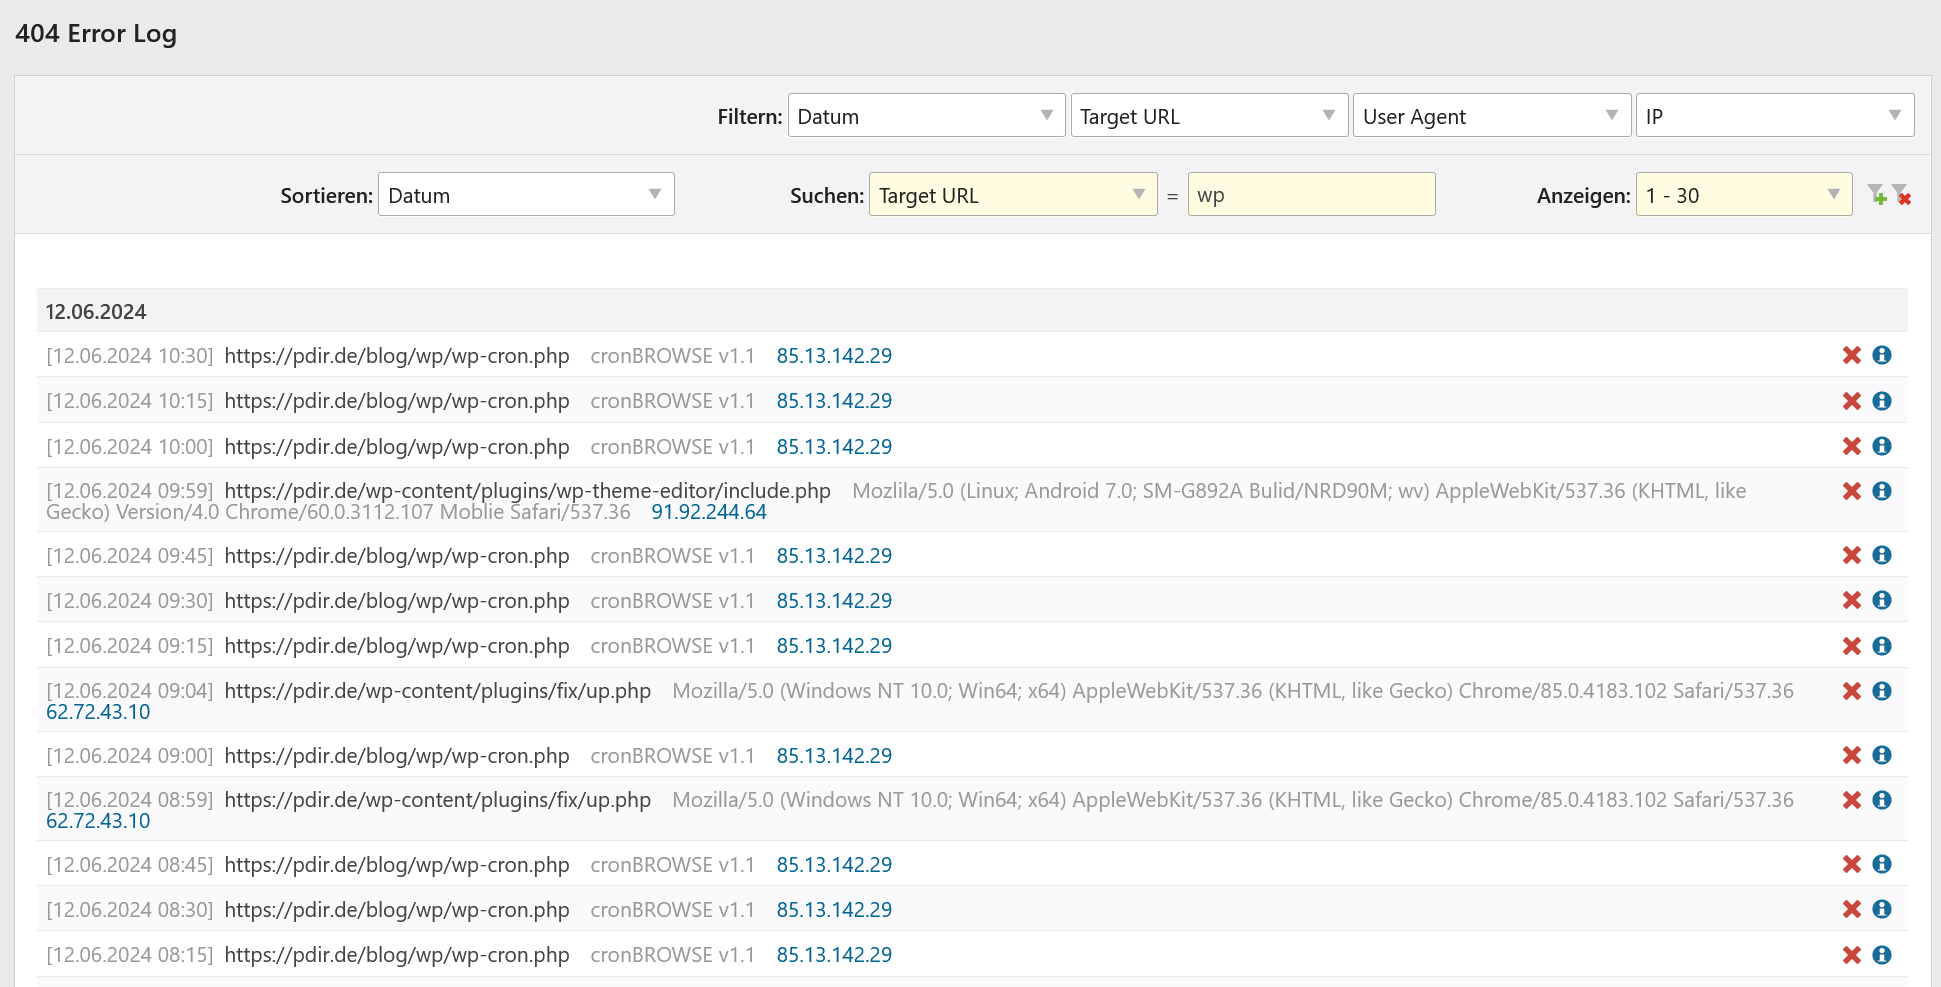 404 Error Log
Filtern: Datum Target URL User Agent IP
Sortieren: Datum Suchen: Target URL = wp Anzeigen: 1 - 30
12.06.2024
[12.06.2024 10:30] https://pdir.de/blog/wp/wp-cron.php cronBROWSE v1.1 85.13.142.29
[12.06.2024 10:15] https://pdir.de/blog/wp/wp-cron.php cronBROWSE v1.1 85.13.142.29
[12.06.2024 10:00] https://pdir.de/blog/wp/wp-cron.php cronBROWSE v1.1 85.13.142.29
[12.06.2024 09:59] https://pdir.de/wp-content/plugins/wp-theme-editor/include.php Mozlila/5.0 (Linux; Android 7.0; SM-G892A Bulid/NRD90M; wv) AppleWebKit/537.36 (KHTML, like
Gecko) Version/4.0 Chrome/60.0.3112.107 Moblie Safari/537.36 91.92.244.64
[12.06.2024 09:45] https://pdir.de/blog/wp/wp-cron.php cronBROWSE v1.1 85.13.142.29
[12.06.2024 09:30] https://pdir.de/blog/wp/wp-cron.php cronBROWSE v1.1 85.13.142.29
[12.06.2024 09:15] https://pdir.de/blog/wp/wp-cron.php cronBROWSE v1.1 85.13.142.29
[12.06.2024 09:04] https://pdir.de/wp-content/plugins/fix/up.php Mozilla/5.0 (Windows NT 10.0; Win64; x64) AppleWebKit/537.36 (KHTML, like Gecko) Chrome/85.0.4183.102 Safari/537.36
62.72.43.10
[12.06.2024 09:00] https://pdir.de/blog/wp/wp-cron.php cronBROWSE v1.1 85.13.142.29
[12.06.2024 08:59] https://pdir.de/wp-content/plugins/fix/up.php Mozilla/5.0 (Windows NT 10.0; Win64; x64) AppleWebKit/537.36 (KHTML, like Gecko) Chrome/85.0.4183.102 Safari/537.36
62.72.43.10
[12.06.2024 08:45] https://pdir.de/blog/wp/wp-cron.php cronBROWSE v1.1 85.13.142.29
[12.06.2024 08:30] https://pdir.de/blog/wp/wp-cron.php cronBROWSE v1.1 85.13.142.29
[12.06.2024 08:15] https://pdir.de/blog/wp/wp-cron.php cronBROWSE v1.1 85.13.142.29